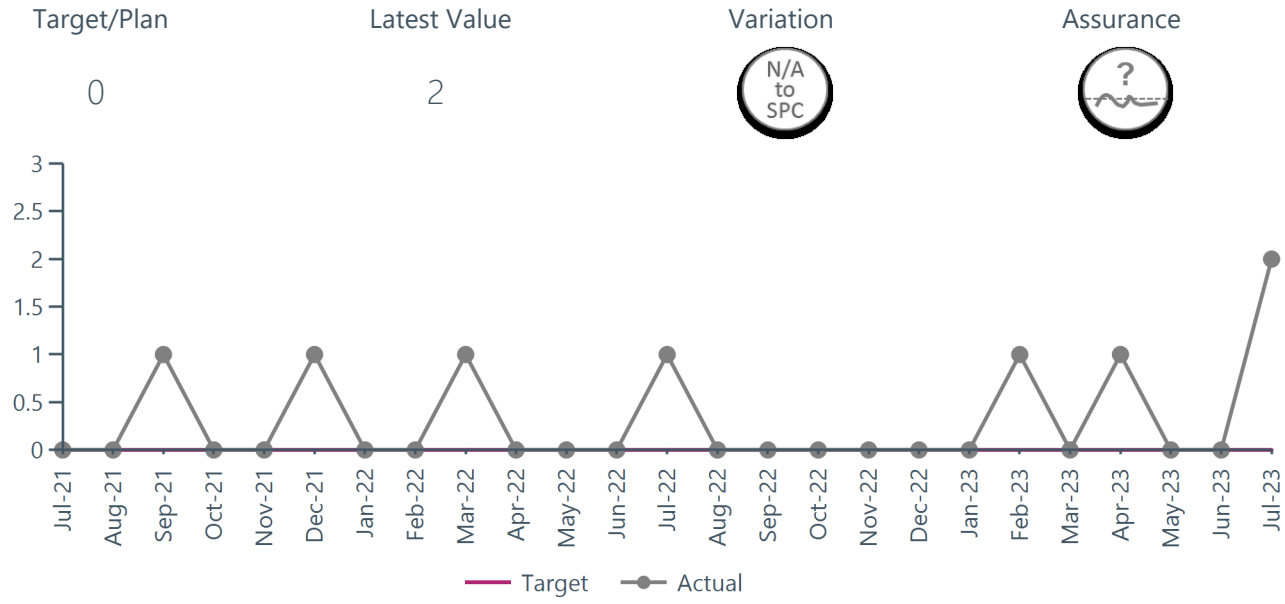 Target/Plan Latest Value Variation Assurance
0 2 N/A to SPC ?
3
2.5
2
1.5
1
0.5
0
Jul-21 Aug-21 Sep-21 Oct-21 Nov-21 Dec-21 Jan-22 Feb-22 Mar-22 Apr-22 May-22 Jun-22 Jul-22 Aug-22 Sep-22 Oct-22 Nov-22 Dec-22 Jan-23 Feb-23 Mar-23 Apr-23 May-23 Jun-23 Jul-23
Target Actual